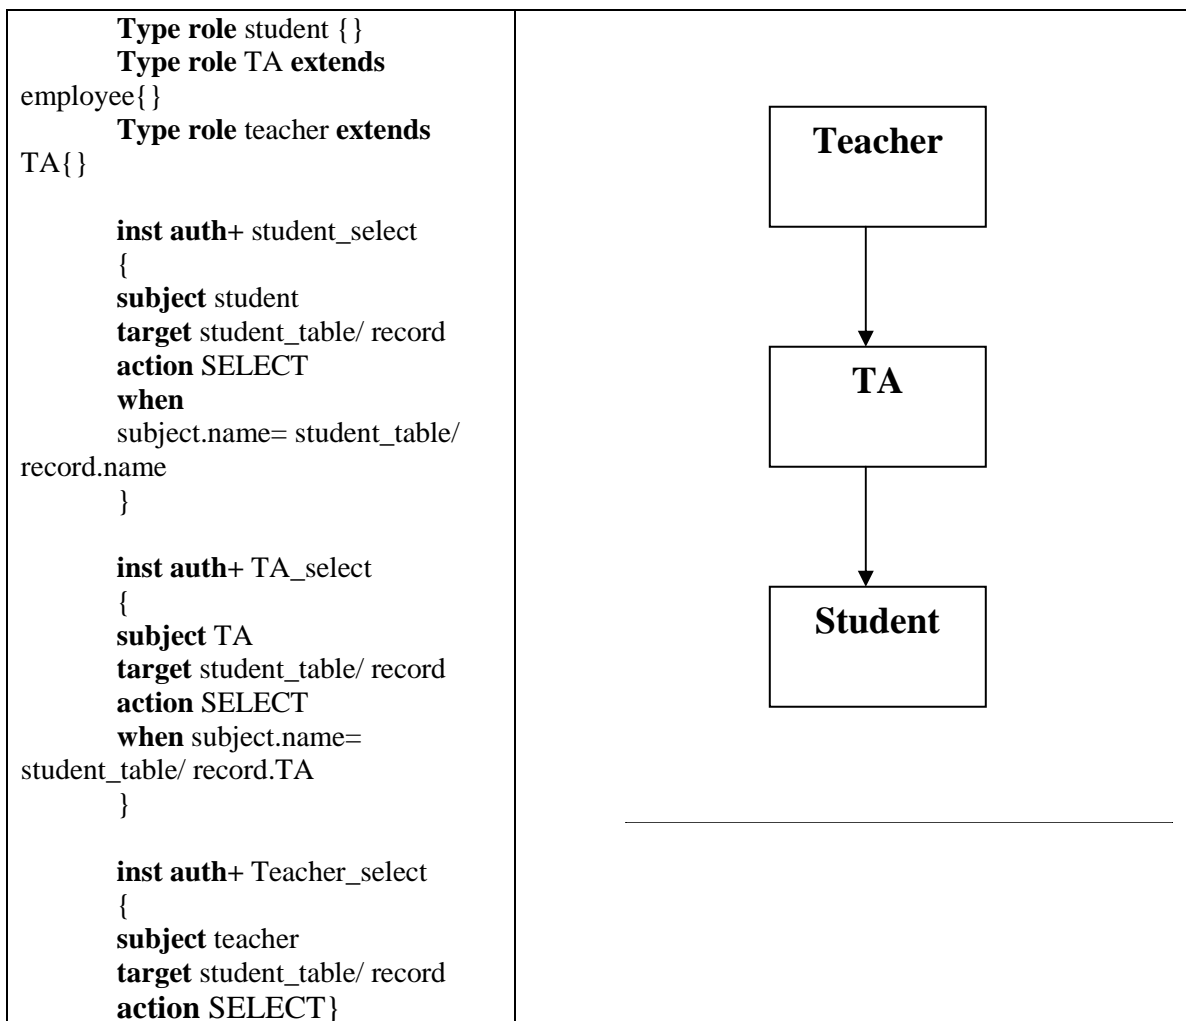 Type role student {}
Type role TA extends
employee{}
Type role teacher extends
TA{}
inst auth+ student_select
{
subject student
target student_table/ record
action SELECT
when
subject.name= student_table/
record.name
}
inst auth+ TA_select
{
subject TA
target student_table/ record
action SELECT
when subject.name=
student_table/ record.TA
}
inst auth+ Teacher_select
{
subject teacher
target student_table/ record
action SELECT}
Teacher
TA
Student